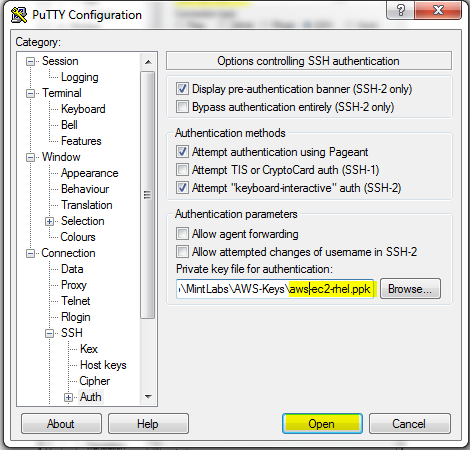 PuTTY Configuration
Category:
Session
Logging
Terminal
Keyboard
Bell
Features
Window
Appearance
Behaviour
Translation
Selection
Colours
Connection
Data
Proxy
Telnet
Rlogin
SSH
Kex
Host keys
Cipher
Auth
Options controlling SSH authentication
Display pre-authentication banner (SSH-2 only)
Bypass authentication entirely (SSH-2 only)
Authentication methods
Attempt authentication using Pageant
Attempt TIS or CryptoCard auth (SSH-1)
Attempt "keyboard-interactive" auth (SSH-2)
Authentication parameters
Allow agent forwarding
Allow attempted changes of username in SSH-2
Private key file for authentication:
\MintLabs\AWS-Keys\aws-ec2-rhel.ppk Browse...
About Help Open Cancel